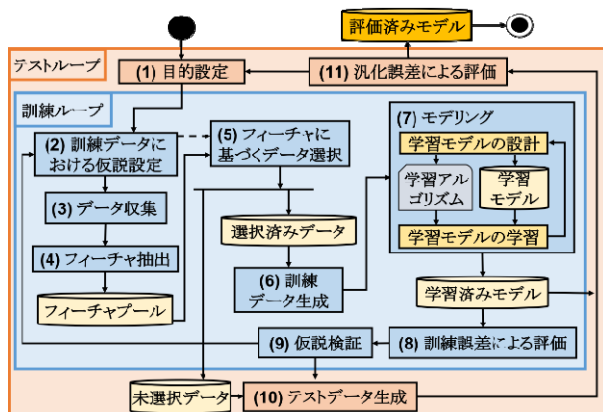 評価済みモデル
テストループ
(1) 目的設定
(11) 汎化誤差による評価
訓練ループ
(2) 訓練データに
おける仮説設定
(3) データ収集
(4) フィーチャ抽出
フィーチャプール
(5) フィーチャに
基づくデータ選択
選択済みデータ
(6) 訓練
データ生成
(7) モデリング
学習モデルの設計
学習アル
ゴリズム
学習
モデル
学習モデルの学習
学習済みモデル
(8) 訓練誤差による評価
(9) 仮説検証
未選択データ
(10) テストデータ生成